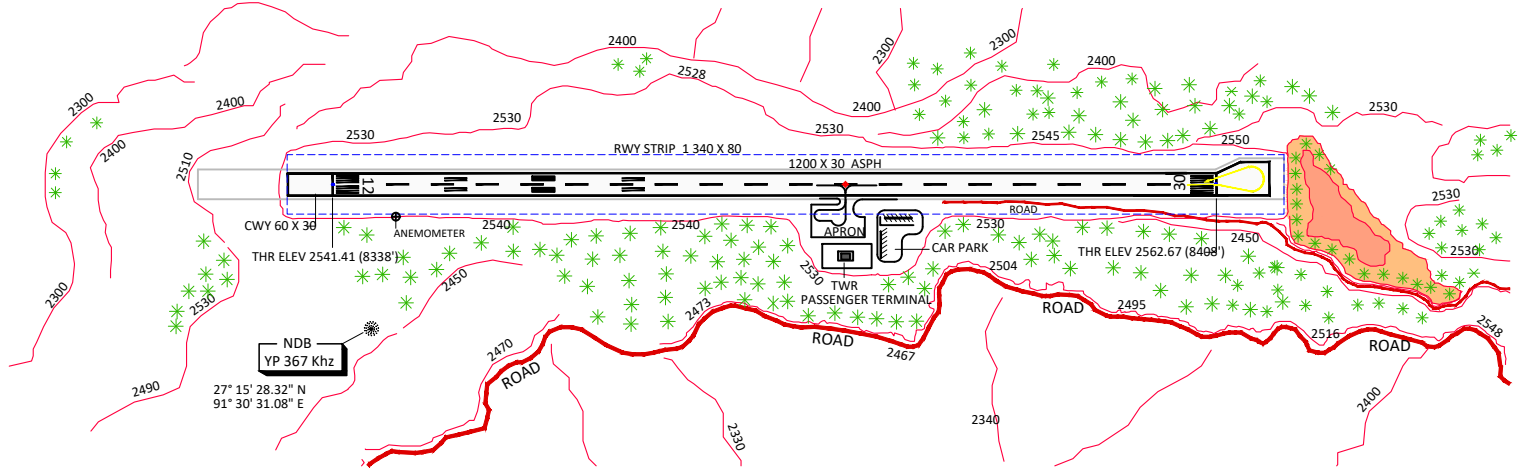 2400
2300
2300
2528
2400
2300
2400
2400
2530
2530
2400
2530
2530
2545
2550
RWY STRIP 1 340 X 80
2510
1200 X 30 ASPH
12
30
2530
ROAD
CWY 60 X 30
ANEMOMETER
2540
2540
APRON
2530
2450
CAR PARK
2530
THR ELEV 2541.41 (8338')
THR ELEV 2562.67 (8408')
2450
2530
2504
TWR
PASSENGER TERMINAL
2300
2530
2473
ROAD
2495
2548
NDB
YP 367 Khz
2470
ROAD
2467
2516
ROAD
ROAD
27° 15' 28.32" N
91° 30' 31.08" E
2490
2330
2340
2400